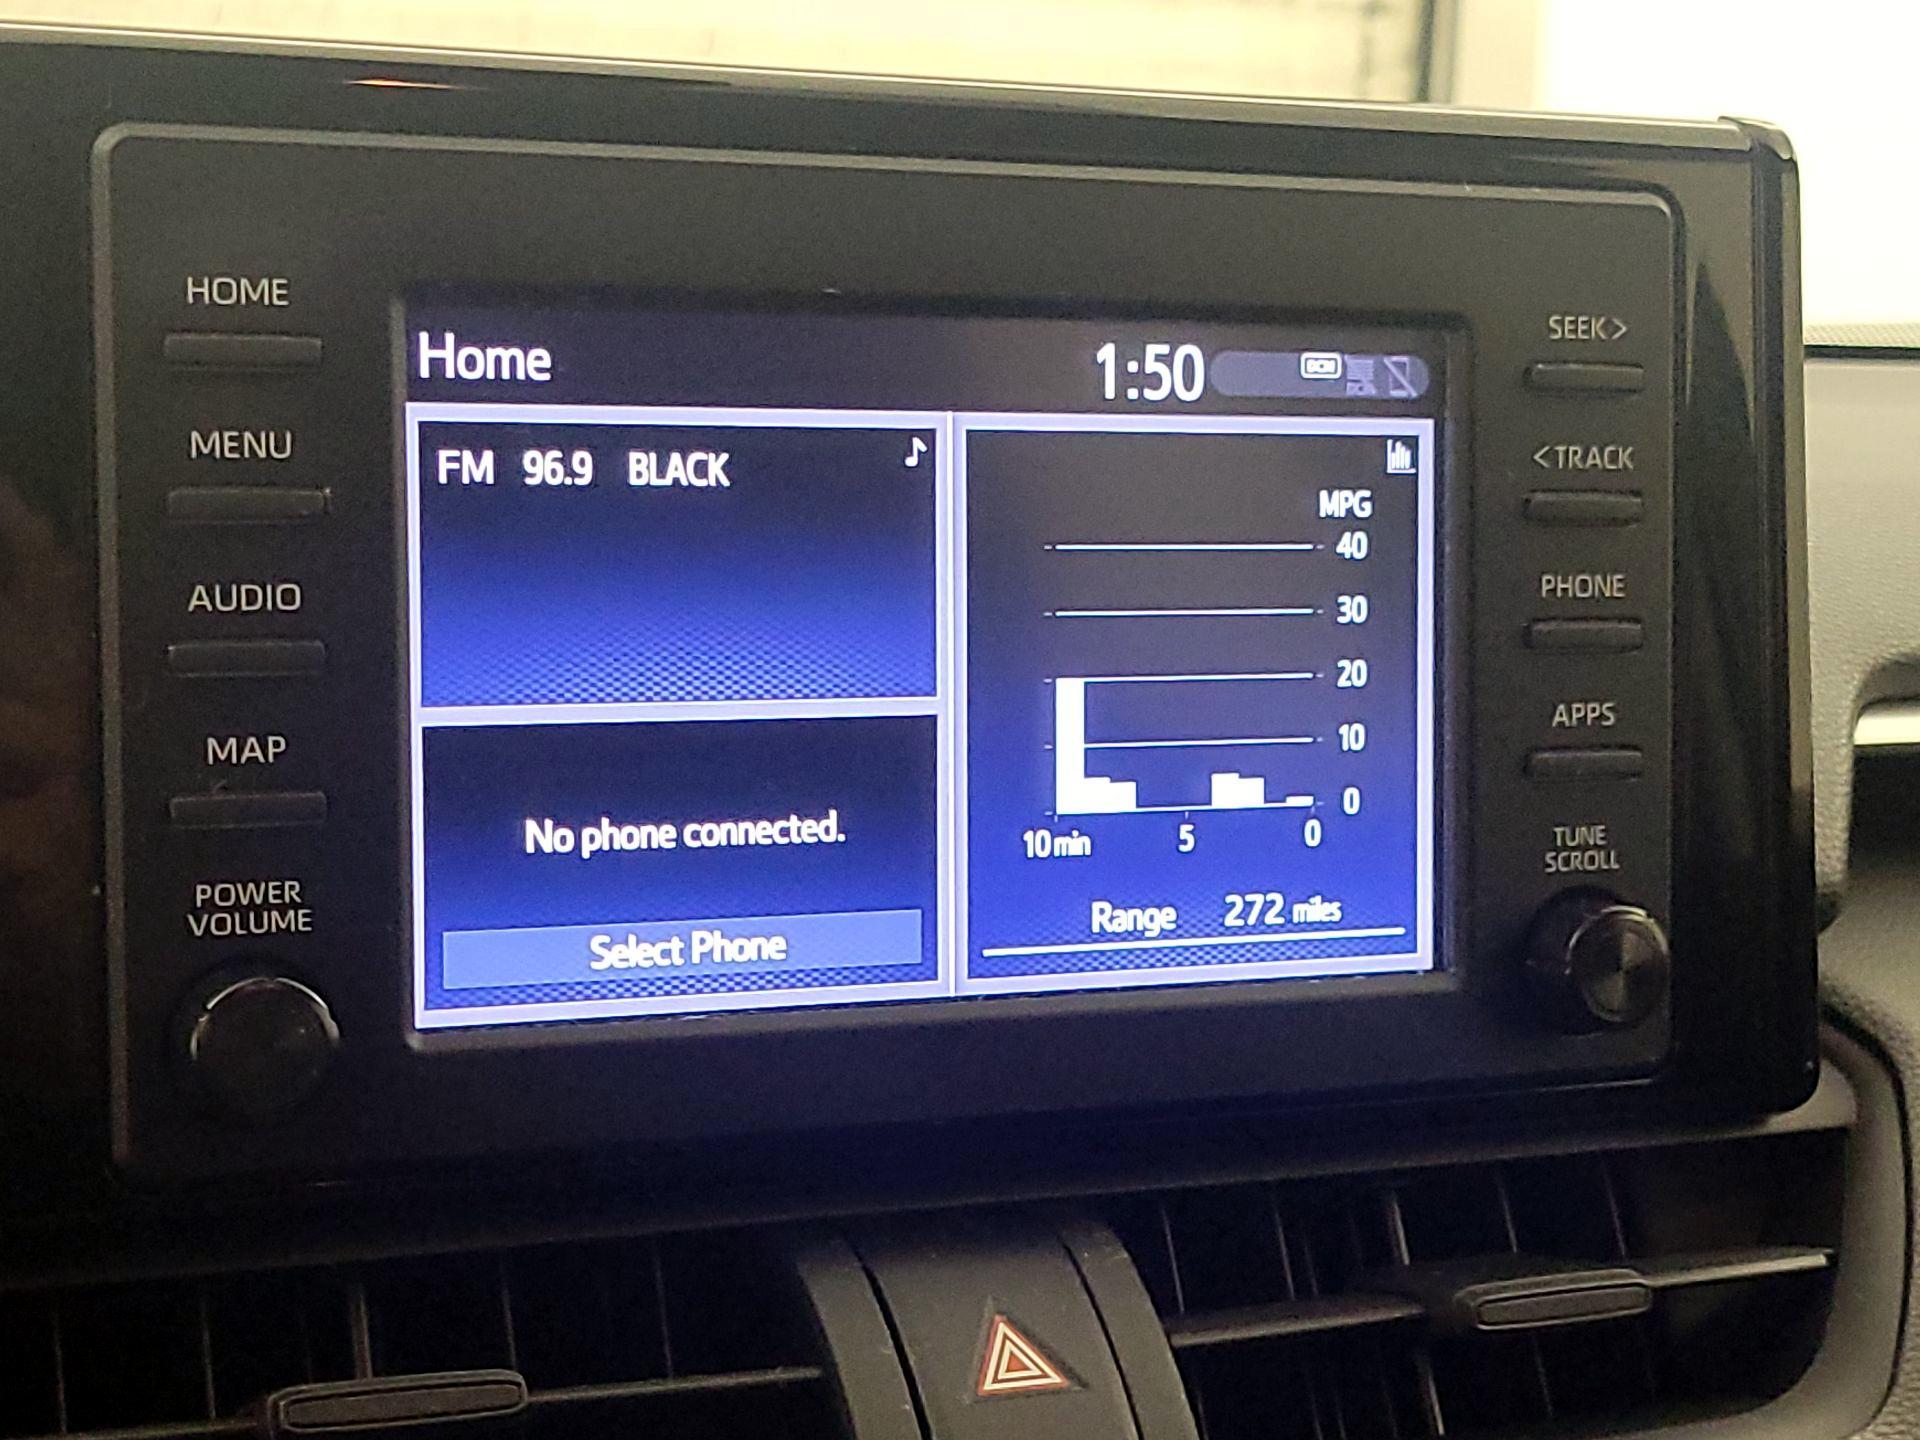 HOME
MENU
AUDIO
MAP
POWER
VOLUME
Home
1:50
DCM
FM 96.9 BLACK
No phone connected.
Select Phone
MPG
40
30
20
10
0
10 min 5 0
Range 272 miles
SEEK>
<TRACK
PHONE
APPS
TUNE
SCROLL